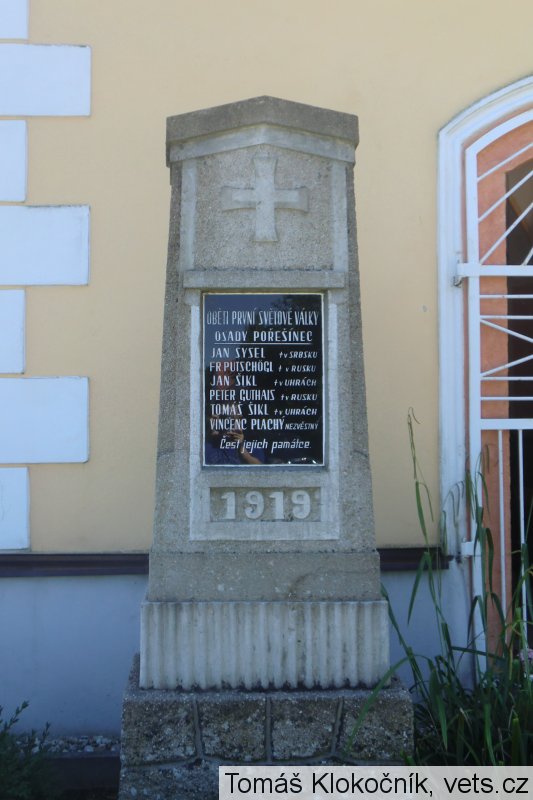 OBĚTI PRVNÍ SVĚTOVÉ VÁLKY
OSADY POŘEŠÍNEC
JAN SYSEL † V SRBSKU
FR PUTSCHÖGL † V RUSKU
JAN ŠIKL † V UHRÁCH
PETER GUTHAIS † V RUSKU
TOMÁŠ ŠIKL † V UHRÁCH
VINCENC PLACHÝ NEZVĚSTNÝ
Čest jejich památce.
1919
Tomáš Klokočník, vets.cz